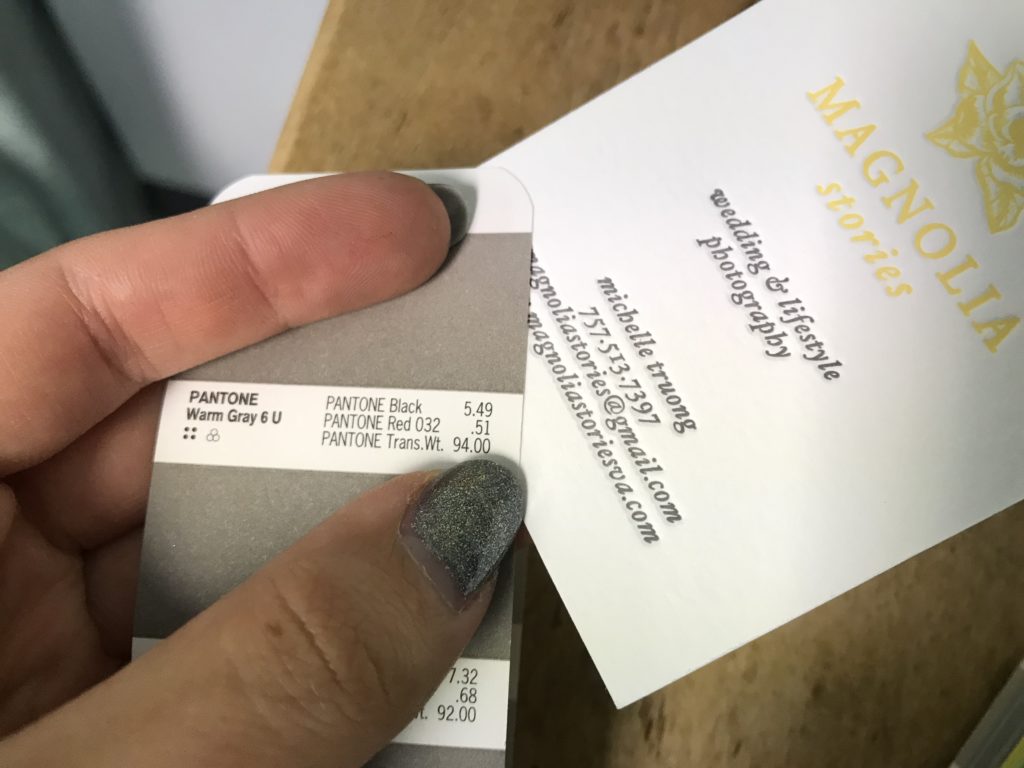 PANTONE
Warm Gray 6 U
PANTONE Black 5.49
PANTONE Red 032 .51
PANTONE Trans.Wt. 94.00
7.32
.68
92.00
MAGNOLIA
stories
wedding & lifestyle
photography
michelle truong
757.513.7397
magnoliastories@gmail.com
.magnoliastoriesva.com